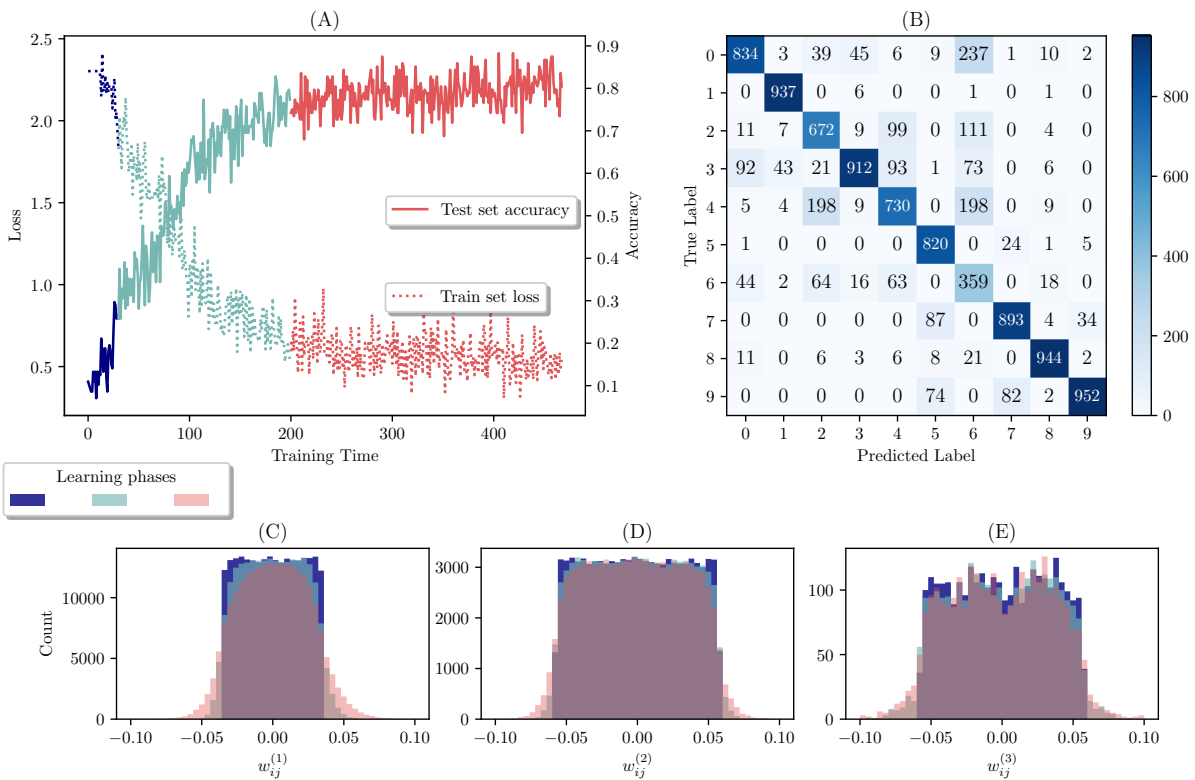 (A)
2.5
2.0
1.5
1.0
0.5
Loss
0.9
0.8
0.7
0.6
0.5
0.4
0.3
0.2
0.1
Accuracy
Test set accuracy
Train set loss
0 100 200 300 400
Training Time
(B)
True Label
0 834 3 39 45 6 9 237 1 10 2
1 0 937 0 6 0 0 1 0 1 0
2 11 7 672 9 99 0 111 0 4 0
3 92 43 21 912 93 1 73 0 6 0
4 5 4 198 9 730 0 198 0 9 0
5 1 0 0 0 0 820 0 24 1 5
6 44 2 64 16 63 0 359 0 18 0
7 0 0 0 0 0 87 0 893 4 34
8 11 0 6 3 6 8 21 0 944 2
9 0 0 0 0 0 74 0 82 2 952
0 1 2 3 4 5 6 7 8 9
Predicted Label
800
600
400
200
0
Learning phases
(C)
Count
10000
5000
0
−0.10 −0.05 0.00 0.05 0.10
w_{ij}^{(1)}
(D)
3000
2000
1000
0
−0.10 −0.05 0.00 0.05 0.10
w_{ij}^{(2)}
(E)
100
50
0
−0.10 −0.05 0.00 0.05 0.10
w_{ij}^{(3)}